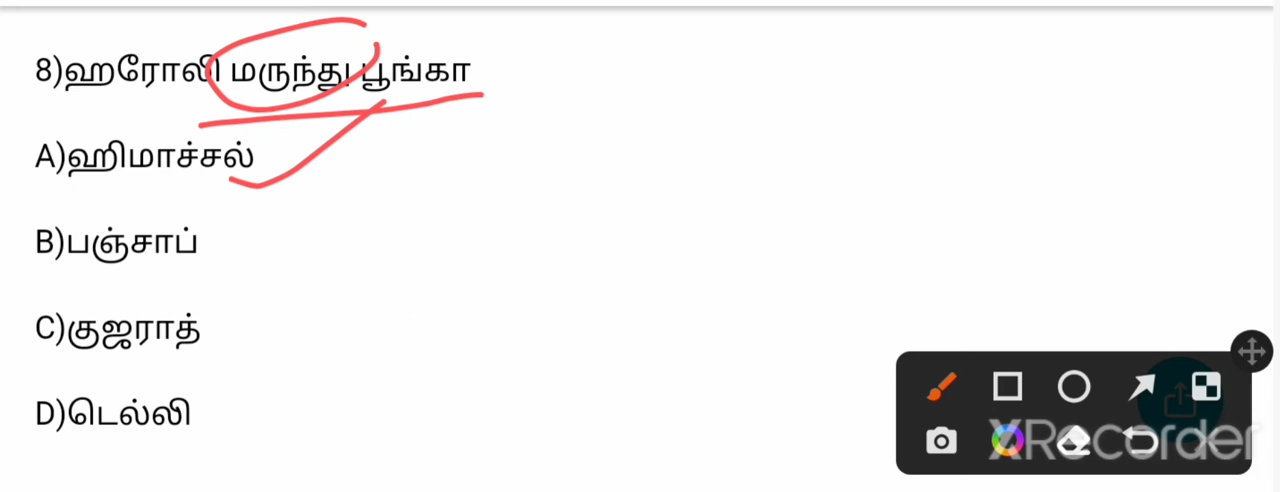 8)ஹரோலி மருந்து பூங்கா
A)ஹிமாச்சல்
B)பஞ்சாப்
C)குஜராத்
D)டெல்லி
XRecorder